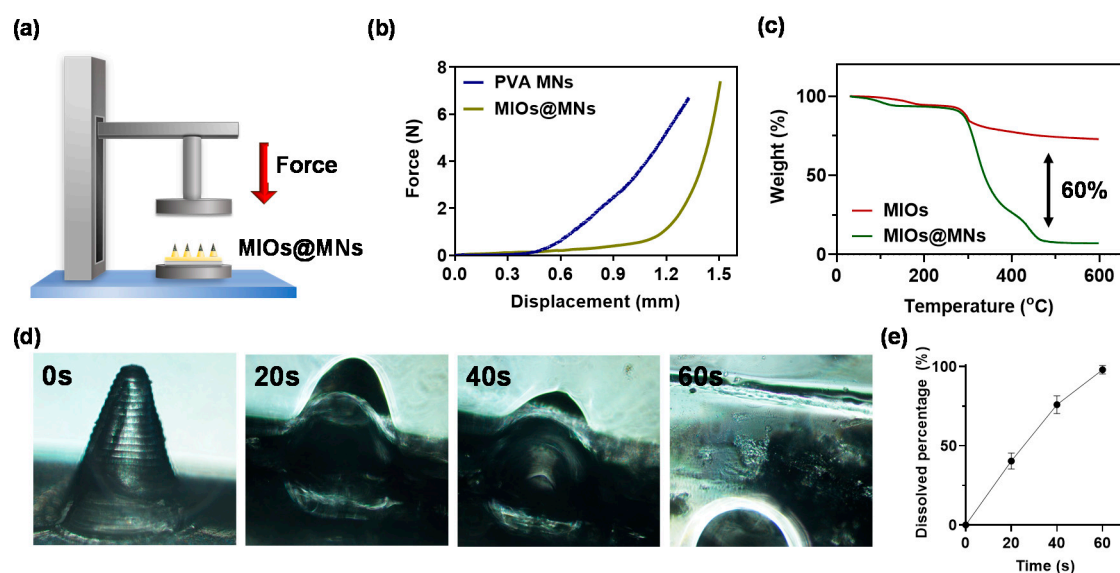 (a)
Force
MIOs@MNs
(b)
Force (N)
8
6
4
2
0
PVA MNs
MIOs@MNs
0.0 0.3 0.6 0.9 1.2 1.5
Displacement (mm)
(c)
Weight (%)
100
50
0
60%
MIOs
MIOs@MNs
0 200 400 600
Temperature (°C)
(d)
0s
20s
40s
60s
(e)
Dissolved percentage (%)
100
50
0
0 20 40 60
Time (s)